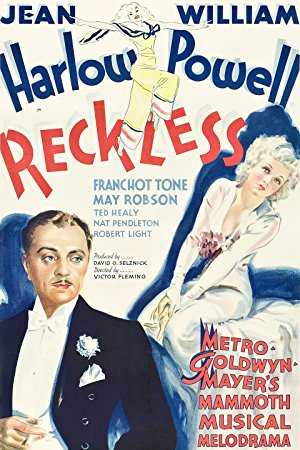 JEAN WILLIAM
Harlow Powell
RECKLESS
FRANCHOT TONE
MAY ROBSON
TED HEALY
NAT PENDLETON
ROBERT LIGHT
Produced by
DAVID O. SELZNICK
Directed by
VICTOR FLEMING
METRO-
GOLDWYN-
MAYER'S
MAMMOTH
MUSICAL
MELODRAMA